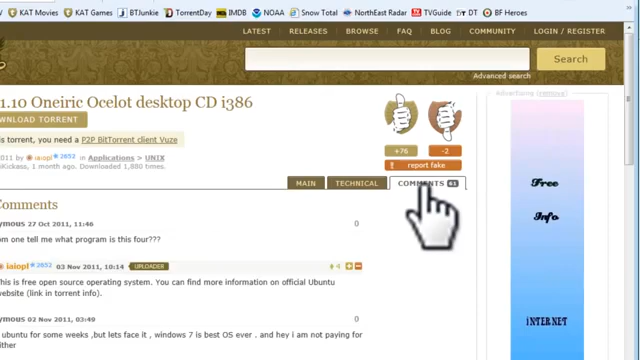 KAT Movies KAT Games BTJunkie TorrentDay IMDB NOAA Snow Total NorthEast Radar TVGuide DT BF Heroes
LATEST RELEASES BROWSE FAQ BLOG COMMUNITY LOGIN / REGISTER
Search
Advanced search
1.10 Oneiric Ocelot desktop CD i386
Advertising (remove)
WNLOAD TORRENT
is torrent, you need a P2P BitTorrent client Vuze
+76 -2
2011 by iaiopl 2652 in Applications > UNIX
report fake
Kickass, 1 month ago. Downloaded 1,880 times.
MAIN TECHNICAL COMMENTS 61
Free
Comments
Info
ymous 27 Oct 2011, 11:46 0
om one tell me what program is this four???
iaiopl 2652 03 Nov 2011, 10:14 UPLOADER 4
This is free open source operating system. You can find more information on official Ubuntu
website (link in torrent info).
ymous 02 Nov 2011, 03:49 0
iNTERNET
ubuntu for some weeks ,but lets face it , windows 7 is best OS ever . and hey i am not paying for
either